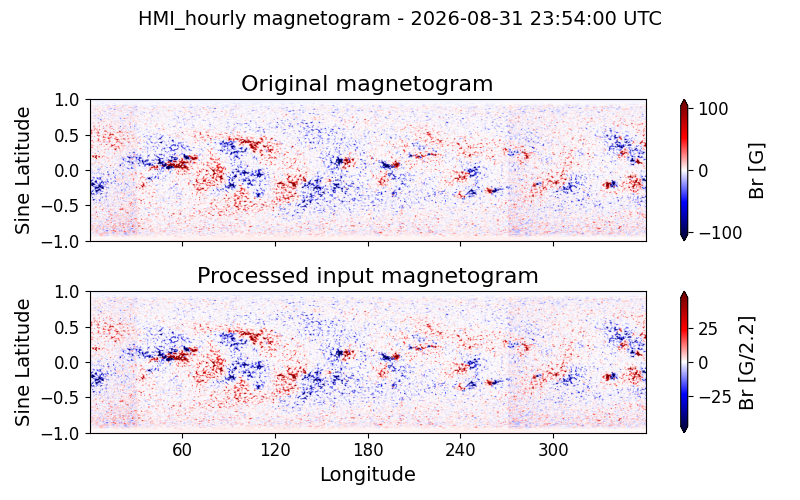 HMI_hourly magnetogram - 2026-08-31 23:54:00 UTC
Original magnetogram
1.0
0.5
0.0
−0.5
−1.0
Sine Latitude
100
0
−100
Br [G]
Processed input magnetogram
1.0
0.5
0.0
−0.5
−1.0
Sine Latitude
60
120
180
240
300
Longitude
25
0
−25
Br [G/2.2]